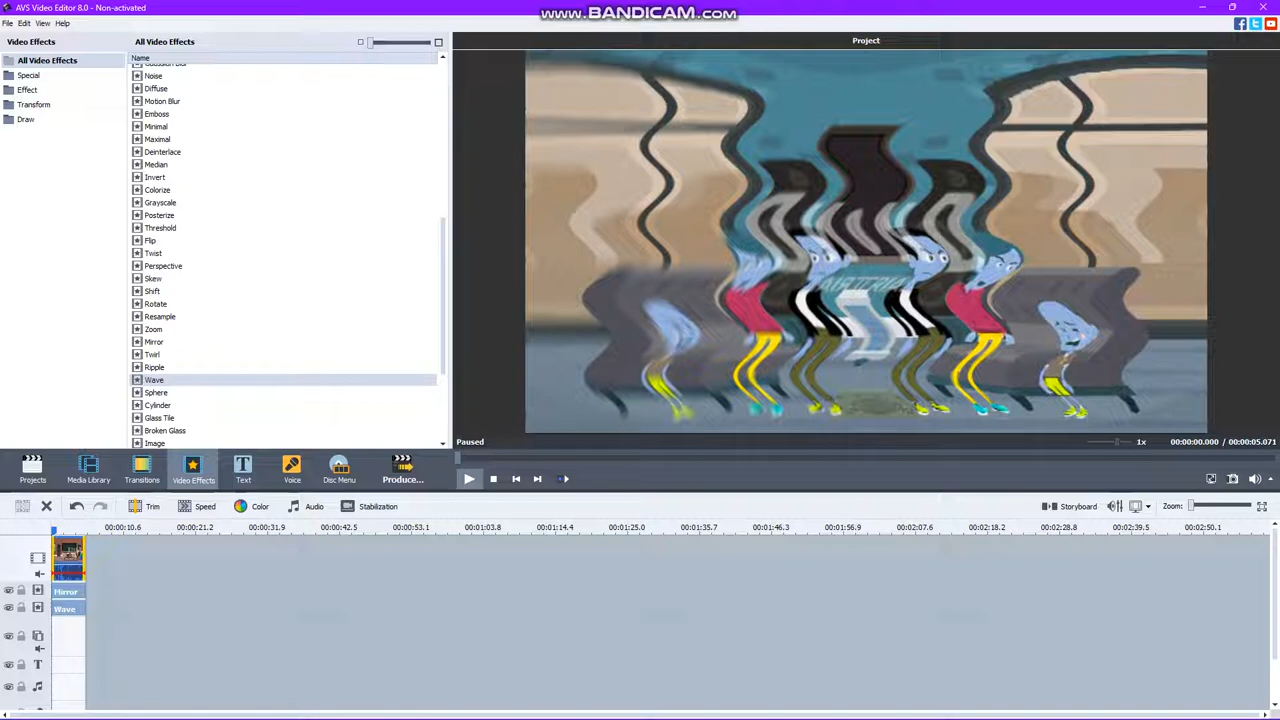 AVS Video Editor 8.0 - Non-activated
www.BANDICAM.com
File Edit View Help
Video Effects
All Video Effects
Project
All Video Effects
Special
Effect
Transform
Draw
Name
Gaussian Blur
Noise
Diffuse
Motion Blur
Emboss
Minimal
Maximal
Deinterlace
Median
Invert
Colorize
Grayscale
Posterize
Threshold
Flip
Twist
Perspective
Skew
Shift
Rotate
Resample
Zoom
Mirror
Twirl
Ripple
Wave
Sphere
Cylinder
Glass Tile
Broken Glass
Image
Paused
1x
00:00:00.000 / 00:00:05.071
Projects
Media Library
Transitions
Video Effects
Text
Voice
Disc Menu
Produce...
Trim
Speed
Color
Audio
Stabilization
Storyboard
Zoom:
00:00:10.6 00:00:21.2 00:00:31.9 00:00:42.5 00:00:53.1 00:01:03.8 00:01:14.4 00:01:25.0 00:01:35.7 00:01:46.3 00:01:56.9 00:02:07.6 00:02:18.2 00:02:28.8 00:02:39.5 00:02:50.1
Mirror
Wave